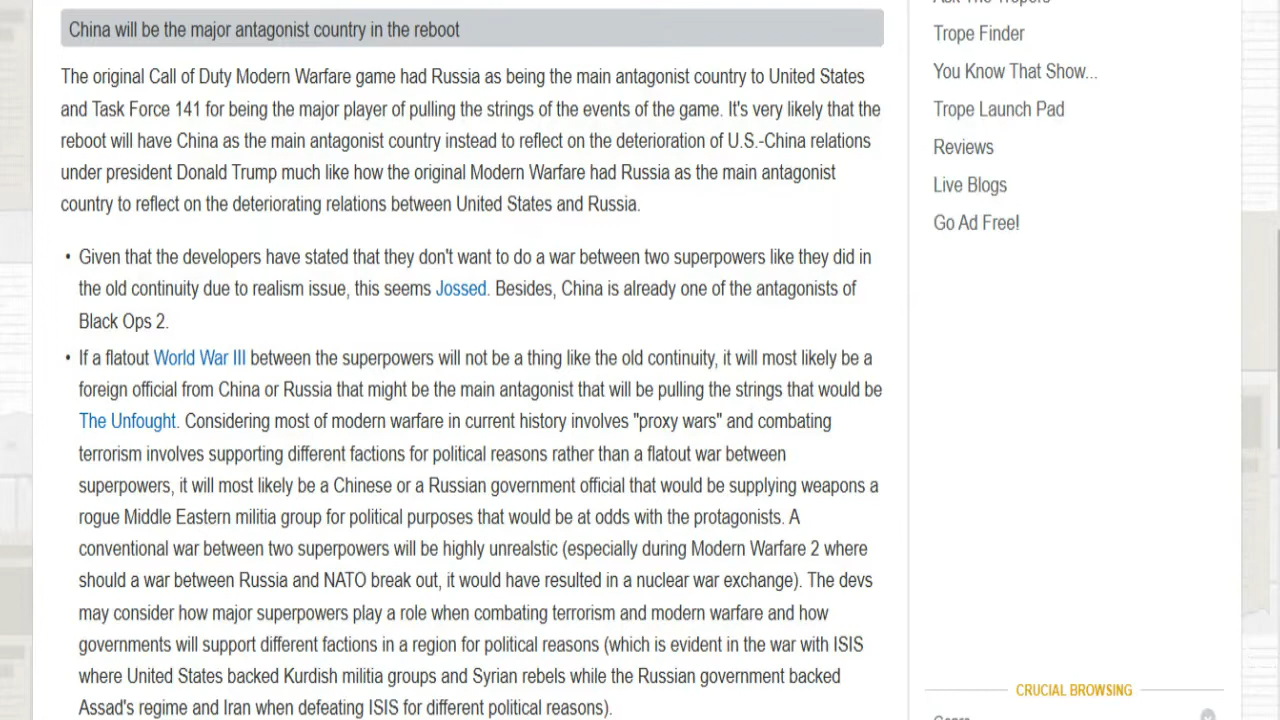 China will be the major antagonist country in the reboot
The original Call of Duty Modern Warfare game had Russia as being the main antagonist country to United States
and Task Force 141 for being the major player of pulling the strings of the events of the game. It's very likely that the
reboot will have China as the main antagonist country instead to reflect on the deterioration of U.S.-China relations
under president Donald Trump much like how the original Modern Warfare had Russia as the main antagonist
country to reflect on the deteriorating relations between United States and Russia.
• Given that the developers have stated that they don't want to do a war between two superpowers like they did in
the old continuity due to realism issue, this seems Jossed. Besides, China is already one of the antagonists of
Black Ops 2.
• If a flatout World War III between the superpowers will not be a thing like the old continuity, it will most likely be a
foreign official from China or Russia that might be the main antagonist that will be pulling the strings that would be
The Unfought. Considering most of modern warfare in current history involves "proxy wars" and combating
terrorism involves supporting different factions for political reasons rather than a flatout war between
superpowers, it will most likely be a Chinese or a Russian government official that would be supplying weapons a
rogue Middle Eastern militia group for political purposes that would be at odds with the protagonists. A
conventional war between two superpowers will be highly unrealstic (especially during Modern Warfare 2 where
should a war between Russia and NATO break out, it would have resulted in a nuclear war exchange). The devs
may consider how major superpowers play a role when combating terrorism and modern warfare and how
governments will support different factions in a region for political reasons (which is evident in the war with ISIS
where United States backed Kurdish militia groups and Syrian rebels while the Russian government backed
Assad's regime and Iran when defeating ISIS for different political reasons).
Ask The Tropers
Trope Finder
You Know That Show...
Trope Launch Pad
Reviews
Live Blogs
Go Ad Free!
CRUCIAL BROWSING
Genre